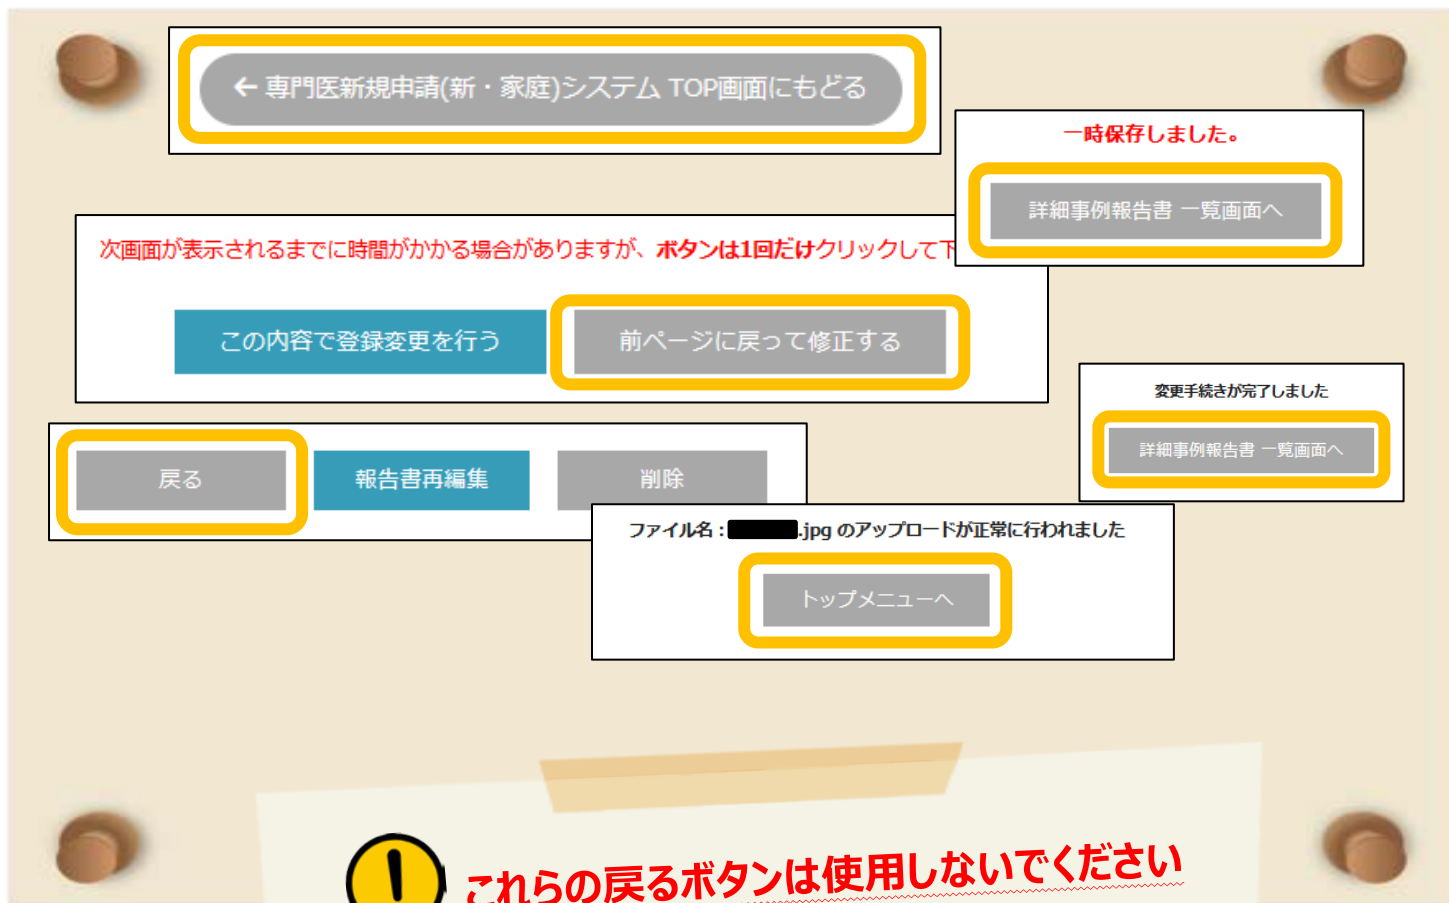 ← 専門医新規申請(新・家庭)システム TOP画面にもどる
一時保存しました。
詳細事例報告書 一覧画面へ
次画面が表示されるまでに時間がかかる場合がありますが、ボタンは1回だけクリックして下
この内容で登録変更を行う
前ページに戻って修正する
変更手続きが完了しました
詳細事例報告書 一覧画面へ
戻る
報告書再編集
削除
ファイル名：.jpg のアップロードが正常に行われました
トップメニューへ
これらの戻るボタンは使用しないでください